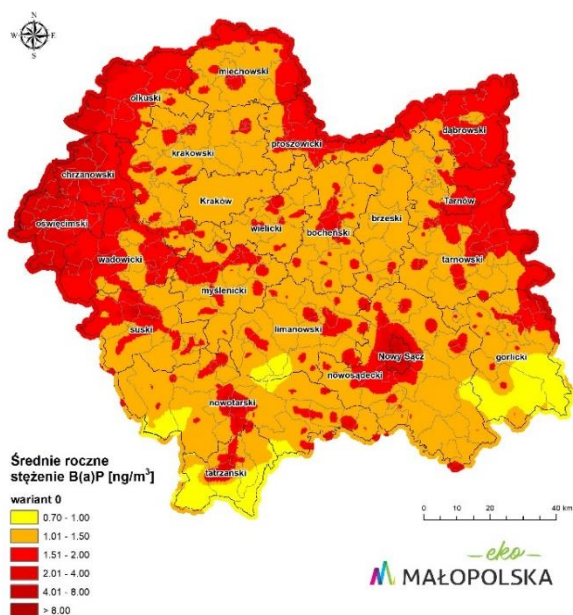 N
W E
S
miechowski
olkuski
dąbrowski
proszowicki
krakowski
chrzanowski
Kraków
Tarnów
oświęcimski
brzeski
wielicki
bocheński
wadowicki
tarnowski
myślenicki
suski
limanowski
Nowy Sącz
gorlicki
nowosądecki
nowotarski
tatrzański
Średnie roczne
stężenie B(a)P [ng/m³]
wariant 0
0.70 - 1.00
1.01 - 1.50
1.51 - 2.00
2.01 - 4.00
4.01 - 8.00
> 8.00
0 10 20 40 km
eko
MAŁOPOLSKA